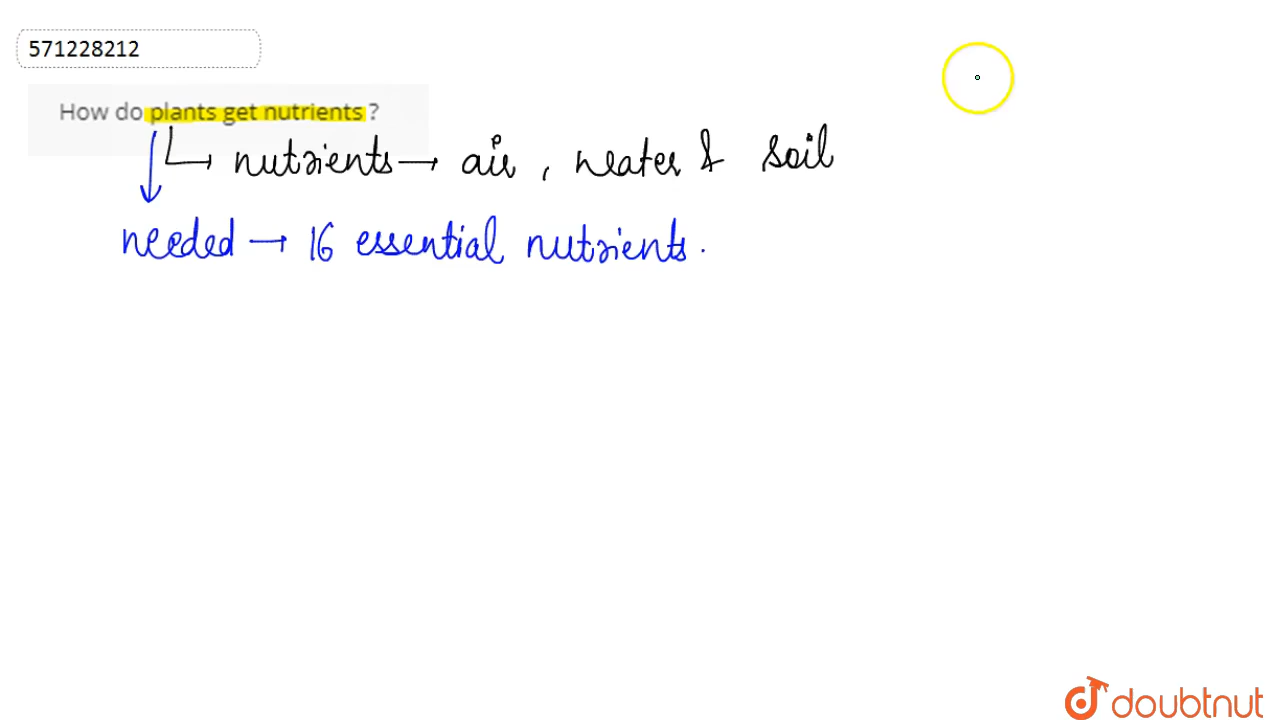 571228212
How do plants get nutrients ?
nutrients → air , water & soil
needed → 16 essential nutrients.
doubtnut